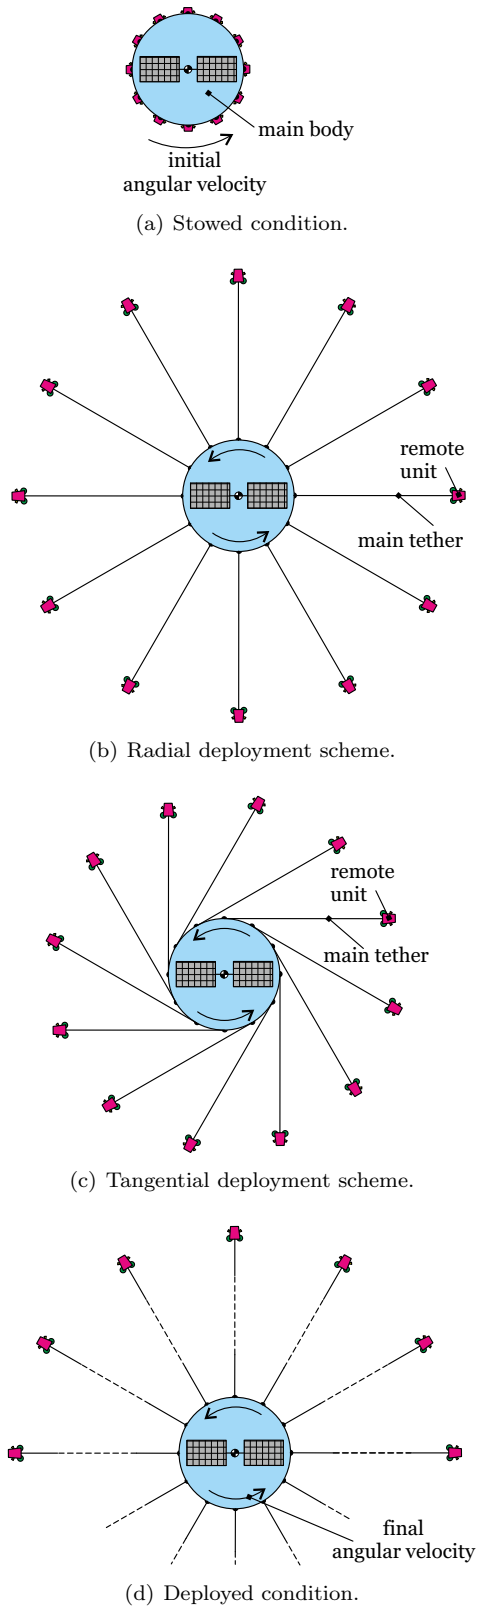 main body
initial
angular velocity
(a) Stowed condition.
remote
unit
main tether
(b) Radial deployment scheme.
remote
unit
main tether
(c) Tangential deployment scheme.
final
angular velocity
(d) Deployed condition.